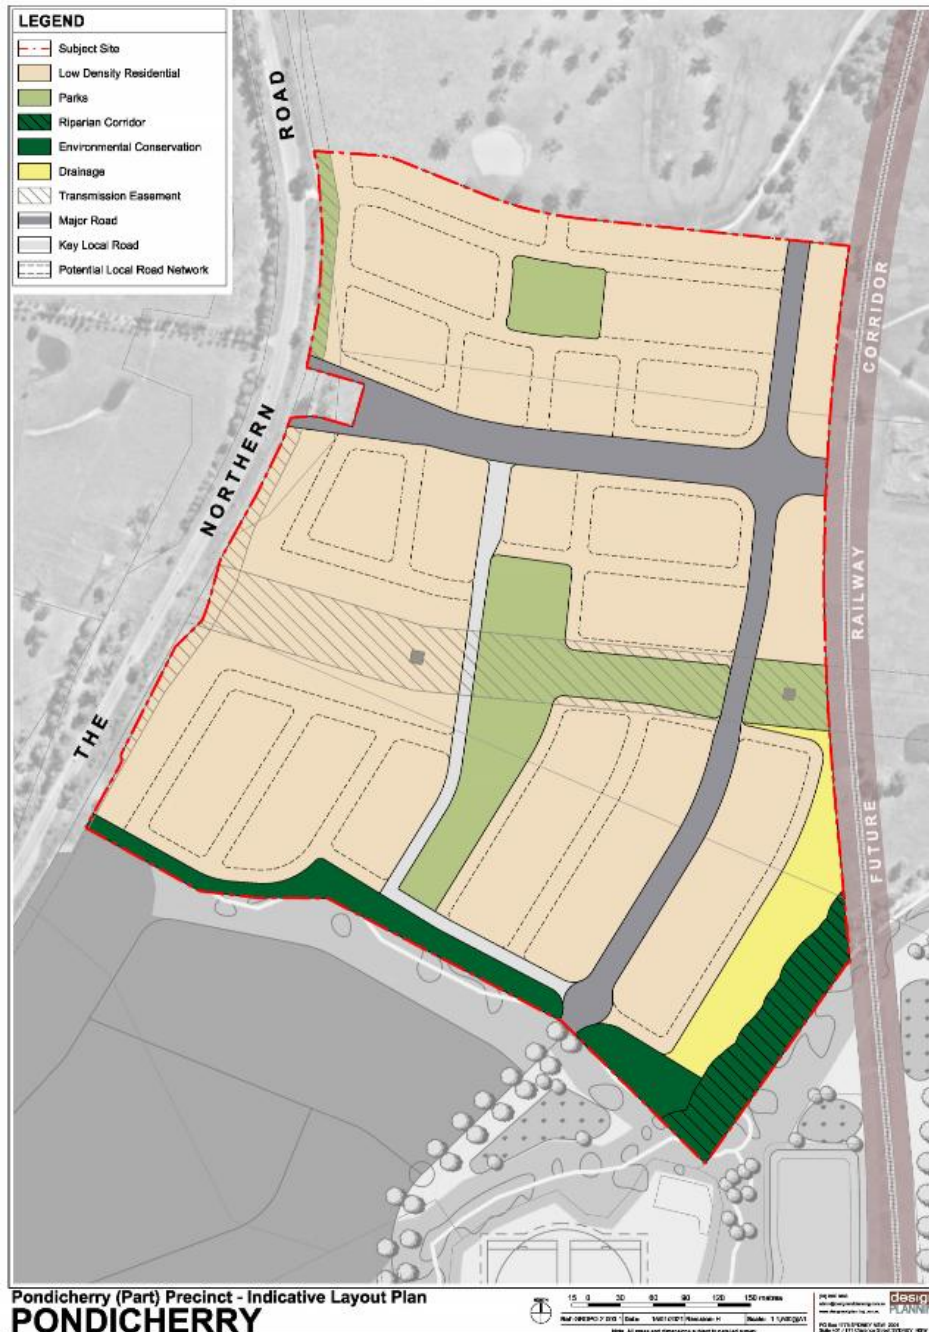 LEGEND
Subject Site
Low Density Residential
Parks
Riparian Corridor
Environmental Conservation
Drainage
Transmission Easement
Major Road
Key Local Road
Potential Local Road Network
THE NORTHERN ROAD
FUTURE RAILWAY CORRIDOR
Pondicherry (Part) Precinct - Indicative Layout Plan
PONDICHERRY
15 0 30 60 90 120 150 metres
design
PLANNING